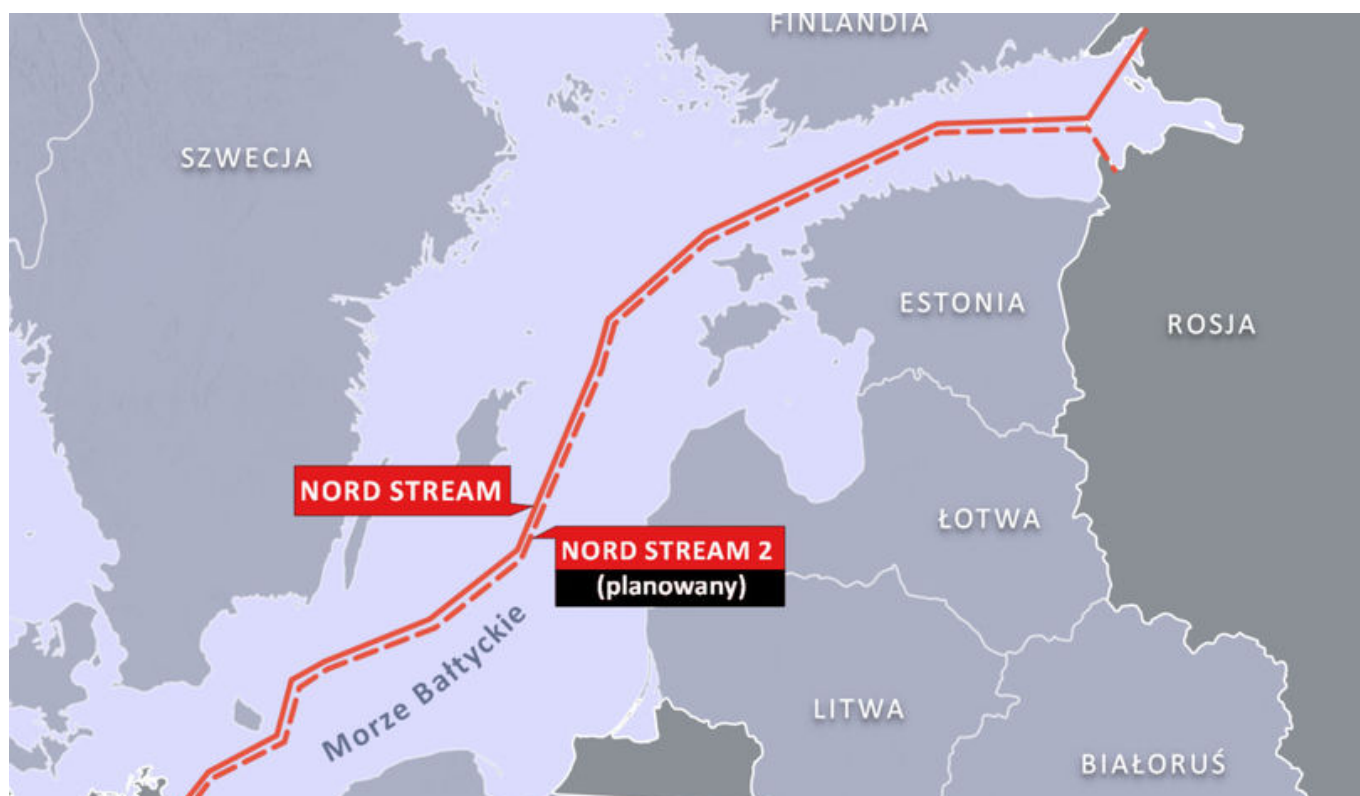 FINLANDIA
SZWECJA
ESTONIA
ROSJA
NORD STREAM
ŁOTWA
NORD STREAM 2
(planowany)
Morze Bałtyckie
LITWA
BIAŁORUŚ